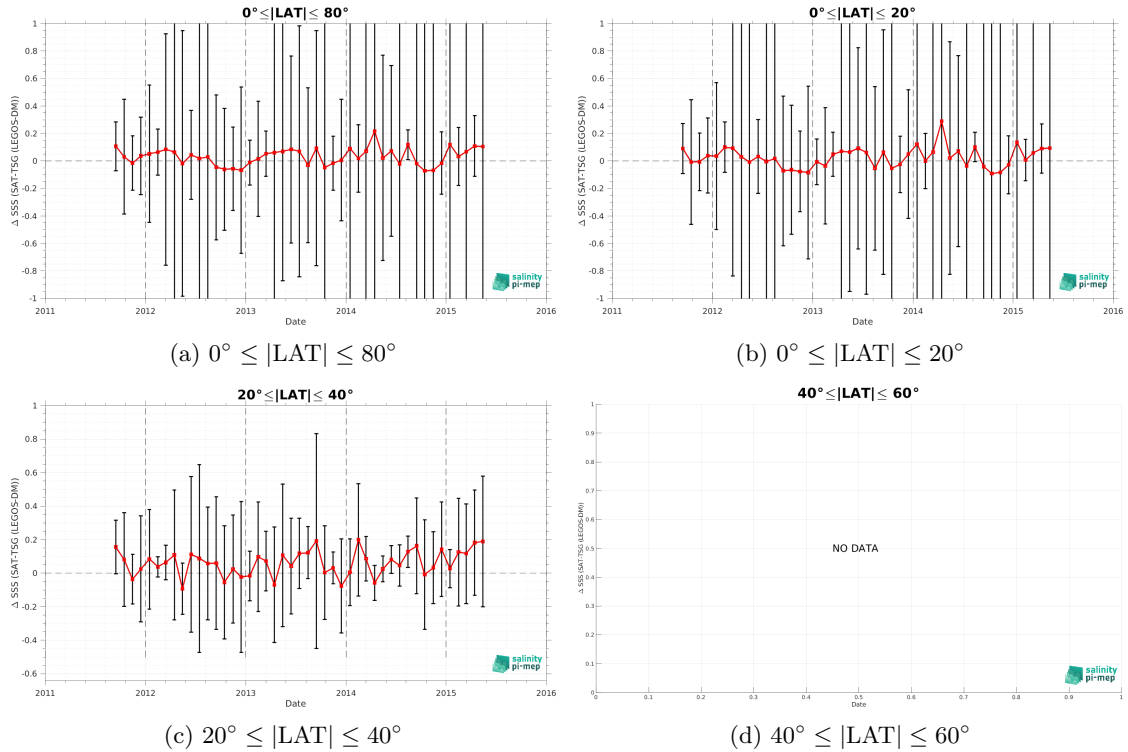 0°≤|LAT|≤ 80°
Δ SSS (SAT-TSG (LEGOS-DM))
1
0.8
0.6
0.4
0.2
0
-0.2
-0.4
-0.6
-0.8
-1
2011 2012 2013 2014 2015 2016
Date
salinity
pi-mep
(a) 0° ≤ |LAT| ≤ 80°
0°≤|LAT|≤ 20°
Δ SSS (SAT-TSG (LEGOS-DM))
1
0.8
0.6
0.4
0.2
0
-0.2
-0.4
-0.6
-0.8
-1
2011 2012 2013 2014 2015 2016
Date
salinity
pi-mep
(b) 0° ≤ |LAT| ≤ 20°
20°≤|LAT|≤ 40°
Δ SSS (SAT-TSG (LEGOS-DM))
1
0.8
0.6
0.4
0.2
0
-0.2
-0.4
-0.6
2011 2012 2013 2014 2015 2016
Date
salinity
pi-mep
(c) 20° ≤ |LAT| ≤ 40°
40°≤|LAT|≤ 60°
Δ SSS (SAT-TSG (LEGOS-DM))
1
0.9
0.8
0.7
0.6
0.5
0.4
0.3
0.2
0.1
0
NO DATA
0 0.1 0.2 0.3 0.4 0.5 0.6 0.7 0.8 0.9 1
Date
salinity
pi-mep
(d) 40° ≤ |LAT| ≤ 60°